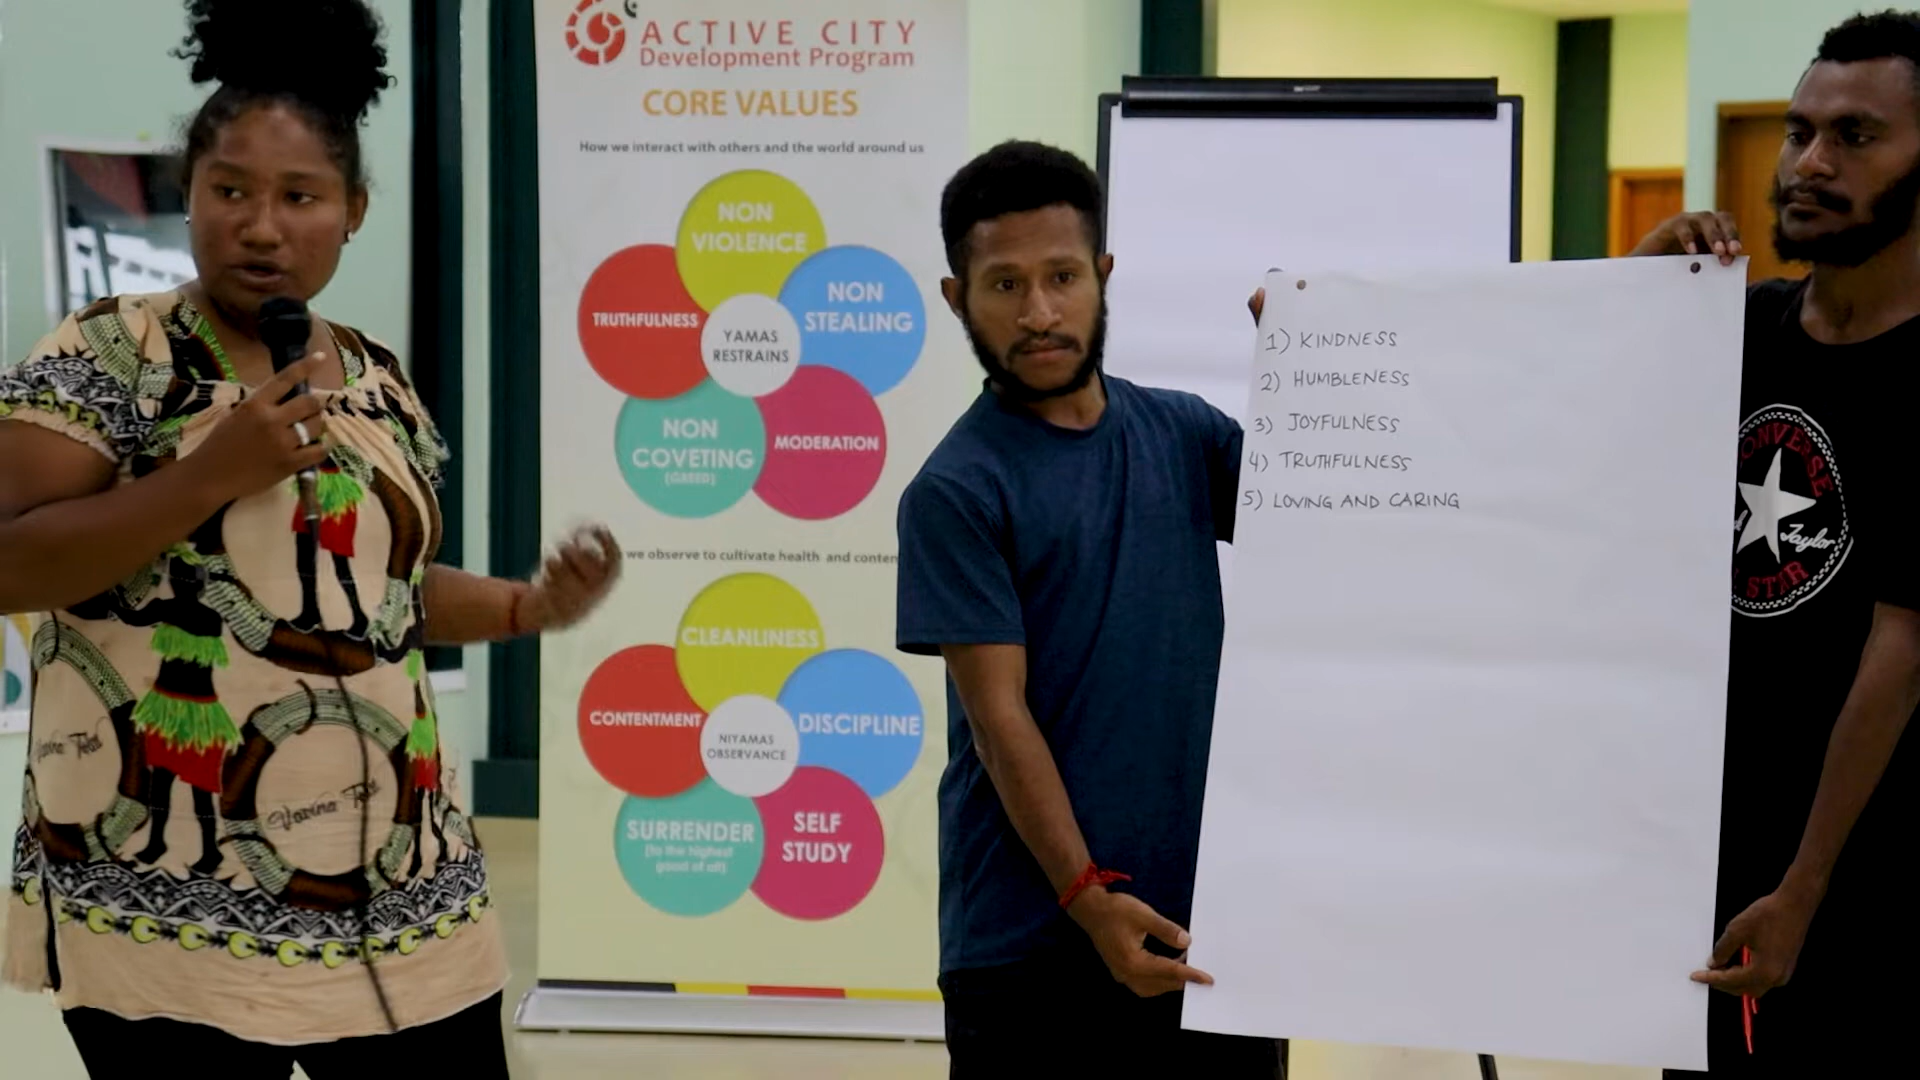 ACTIVE CITY
Development Program
CORE VALUES
How we interact with others and the world around us
NON
VIOLENCE
NON
STEALING
TRUTHFULNESS
YAMAS
RESTRAINS
NON
COVETING
(GREED)
MODERATION
we observe to cultivate health and conten
CLEANLINESS
CONTENTMENT
DISCIPLINE
NIYAMAS
OBSERVANCE
SURRENDER
(to the highest
good of all)
SELF
STUDY
1) KINDNESS
2) HUMBLENESS
3) JOYFULNESS
4) TRUTHFULNESS
5) LOVING AND CARING
CONVERSE
Taylor
STAR